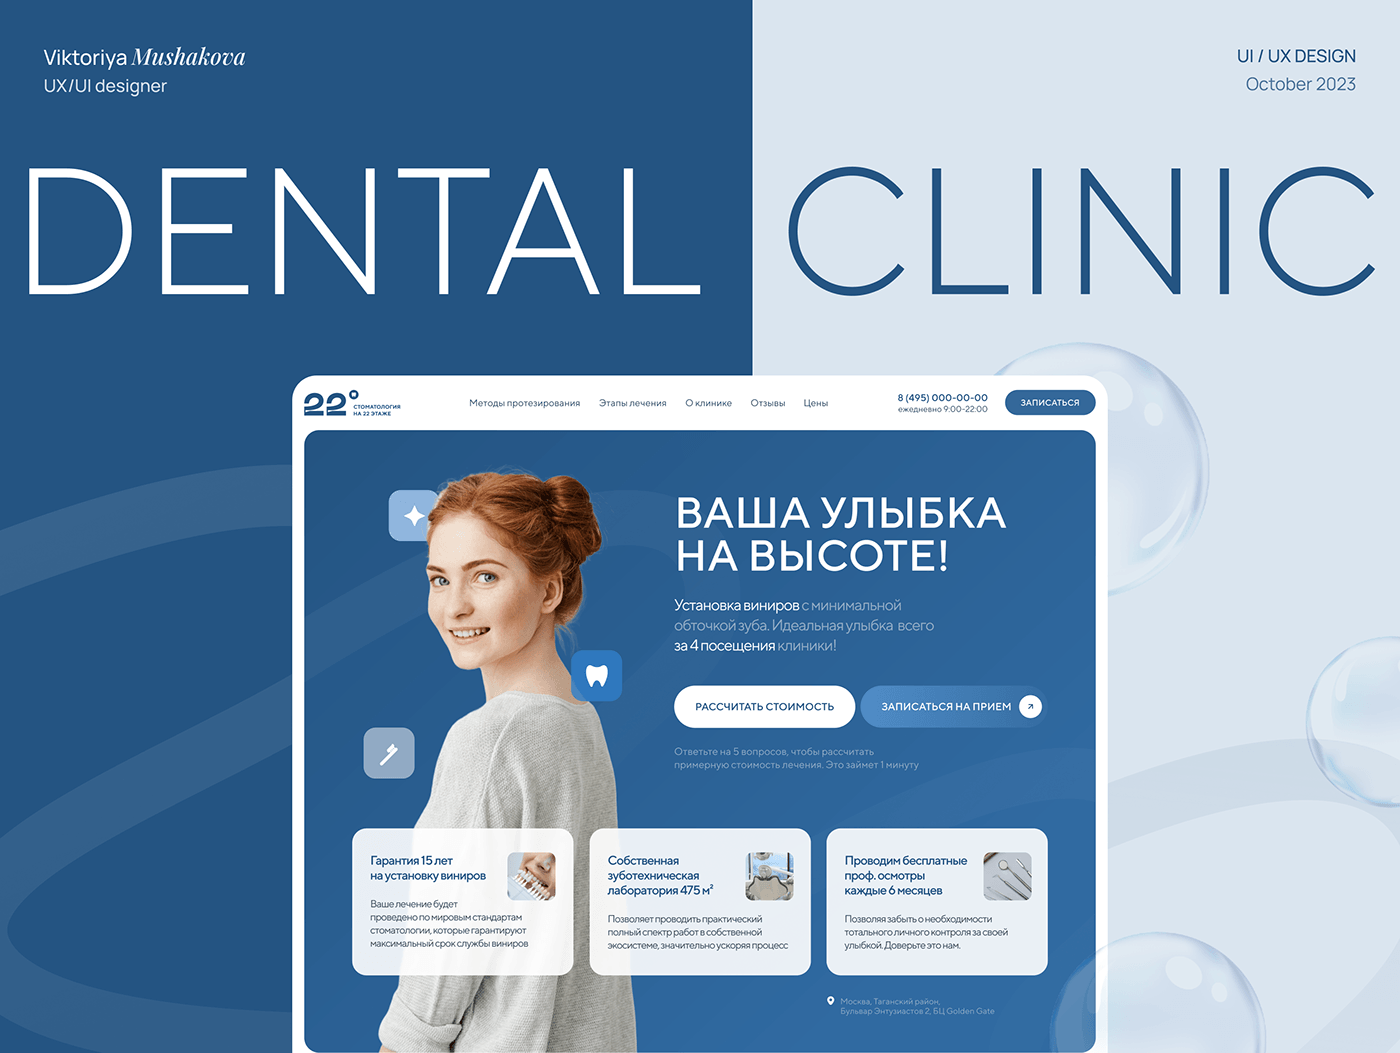 Viktoriya Mushakova
UX/UI designer
UI / UX DESIGN
October 2023
DENTAL CLINIC
22
СТОМАТОЛОГИЯ
НА 22 ЭТАЖЕ
Методы протезирования Этапы лечения О клинике Отзывы Цены
8 (495) 000-00-00
ежедневно 9:00-22:00
ЗАПИСАТЬСЯ
ВАША УЛЫБКА
НА ВЫСОТЕ!
Установка виниров с минимальной
обточкой зуба. Идеальная улыбка всего
за 4 посещения клиники!
РАССЧИТАТЬ СТОИМОСТЬ
ЗАПИСАТЬСЯ НА ПРИЕМ
Ответьте на 5 вопросов, чтобы рассчитать
примерную стоимость лечения. Это займет 1 минуту
Гарантия 15 лет
на установку виниров
Ваше лечение будет
проведено по мировым стандартам
стоматологии, которые гарантируют
максимальный срок службы виниров
Собственная
зуботехническая
лаборатория 475 м²
Позволяет проводить практический
полный спектр работ в собственной
экосистеме, значительно ускоряя процесс
Проводим бесплатные
проф. осмотры
каждые 6 месяцев
Позволяя забыть о необходимости
тотального личного контроля за своей
улыбкой. Доверьте это нам.
Москва, Таганский район,
Бульвар Энтузиастов 2, БЦ Golden Gate